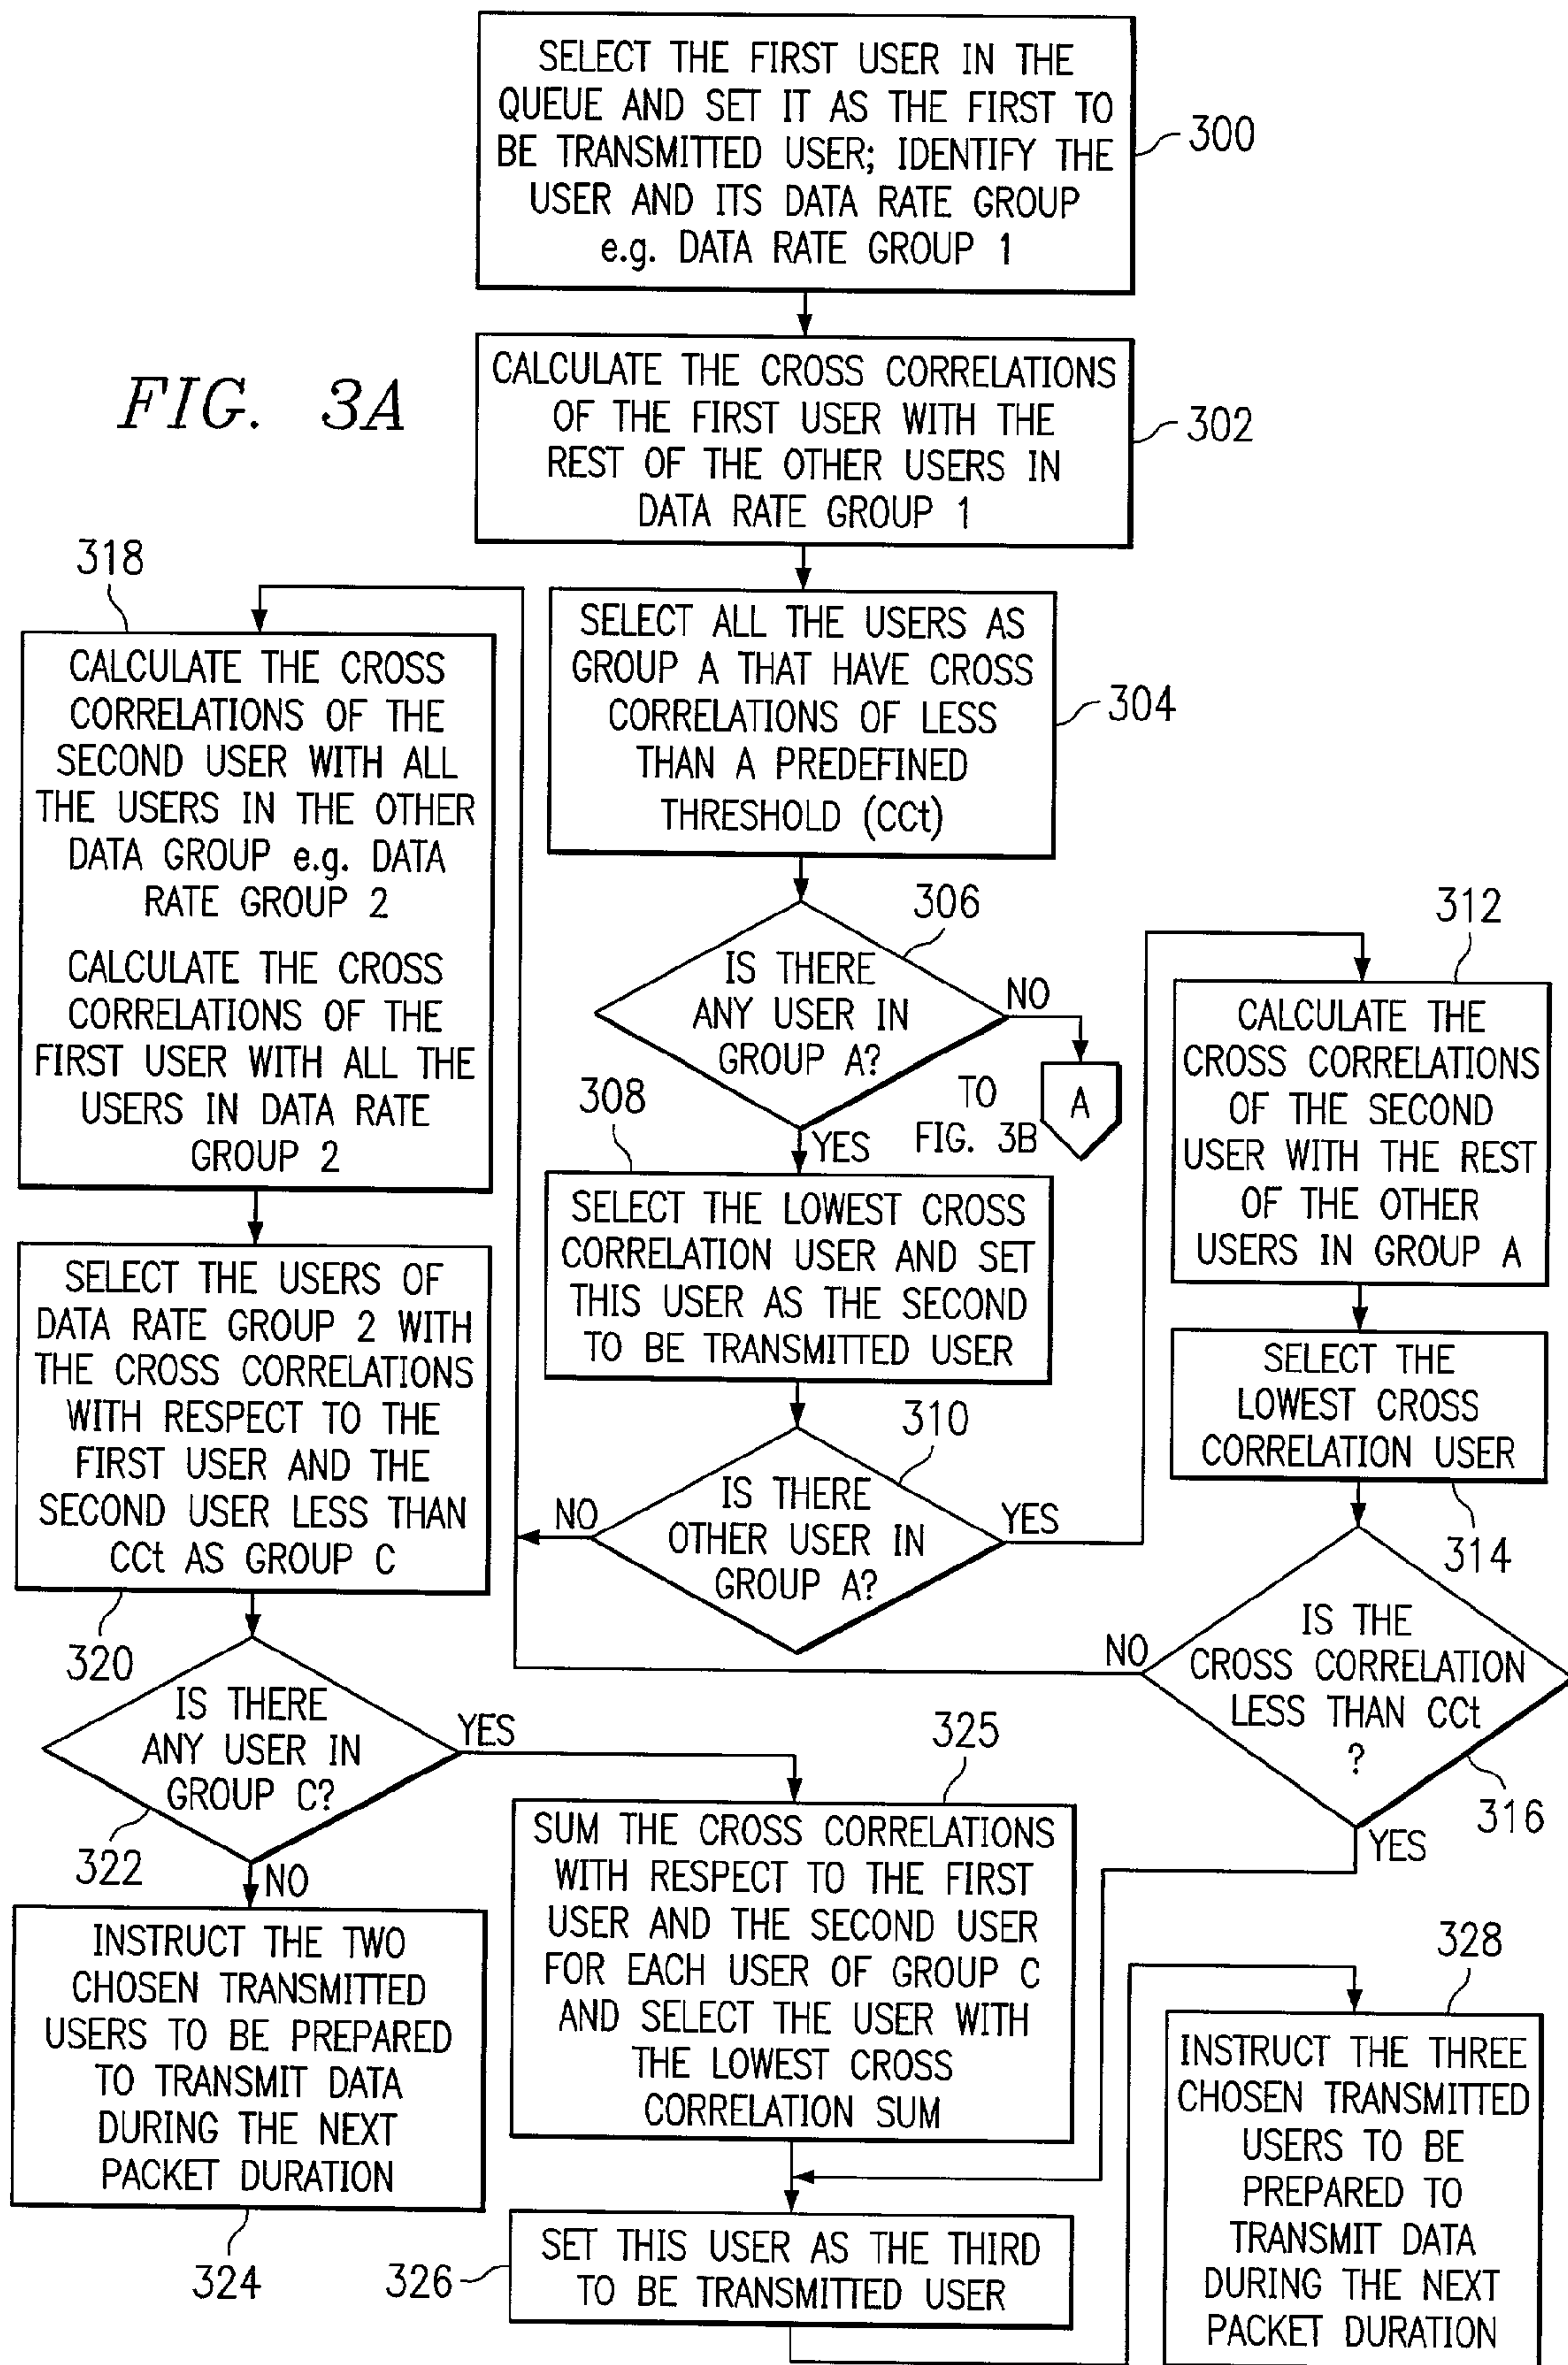 SELECT THE FIRST USER IN THE
QUEUE AND SET IT AS THE FIRST TO
BE TRANSMITTED USER; IDENTIFY THE
USER AND ITS DATA RATE GROUP
e.g. DATA RATE GROUP 1
300
FIG. 3A
CALCULATE THE CROSS CORRELATIONS
OF THE FIRST USER WITH THE
REST OF THE OTHER USERS IN
DATA RATE GROUP 1
302
SELECT ALL THE USERS AS
GROUP A THAT HAVE CROSS
CORRELATIONS OF LESS
THAN A PREDEFINED
THRESHOLD (CCt)
304
306
IS THERE
ANY USER IN
GROUP A?
NO
A
TO
FIG. 3B
YES
308
SELECT THE LOWEST CROSS
CORRELATION USER AND SET
THIS USER AS THE SECOND
TO BE TRANSMITTED USER
310
IS THERE
OTHER USER IN
GROUP A?
NO
YES
312
CALCULATE THE
CROSS CORRELATIONS
OF THE SECOND
USER WITH THE REST
OF THE OTHER
USERS IN GROUP A
SELECT THE
LOWEST CROSS
CORRELATION USER
314
IS THE
CROSS CORRELATION
LESS THAN CCt
?
316
NO
YES
318
CALCULATE THE CROSS
CORRELATIONS OF THE
SECOND USER WITH ALL
THE USERS IN THE OTHER
DATA GROUP e.g. DATA
RATE GROUP 2
CALCULATE THE CROSS
CORRELATIONS OF THE
FIRST USER WITH ALL THE
USERS IN DATA RATE
GROUP 2
SELECT THE USERS OF
DATA RATE GROUP 2 WITH
THE CROSS CORRELATIONS
WITH RESPECT TO THE
FIRST USER AND THE
SECOND USER LESS THAN
CCt AS GROUP C
320
IS THERE
ANY USER IN
GROUP C?
322
YES
NO
INSTRUCT THE TWO
CHOSEN TRANSMITTED
USERS TO BE PREPARED
TO TRANSMIT DATA
DURING THE NEXT
PACKET DURATION
324
325
SUM THE CROSS CORRELATIONS
WITH RESPECT TO THE FIRST
USER AND THE SECOND USER
FOR EACH USER OF GROUP C
AND SELECT THE USER WITH
THE LOWEST CROSS
CORRELATION SUM
326
SET THIS USER AS THE THIRD
TO BE TRANSMITTED USER
328
INSTRUCT THE THREE
CHOSEN TRANSMITTED
USERS TO BE
PREPARED TO
TRANSMIT DATA
DURING THE NEXT
PACKET DURATION